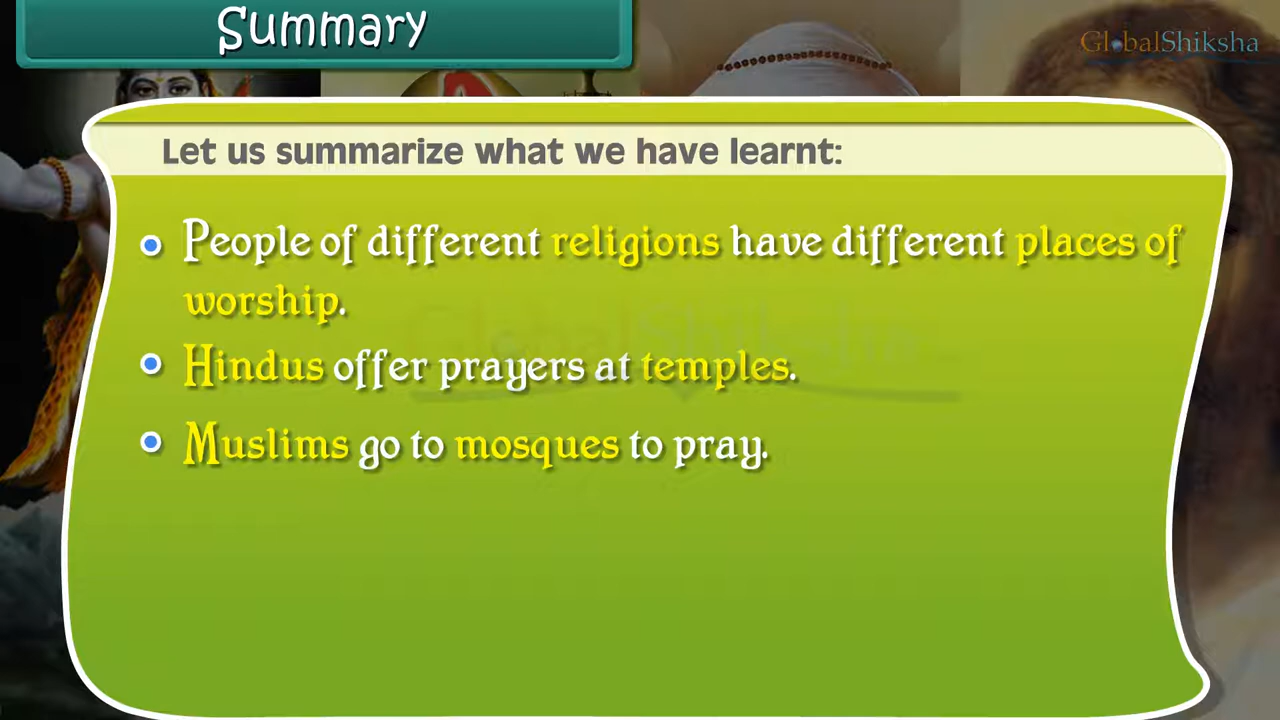 Summary
GlobalShiksha
Let us summarize what we have learnt:
People of different religions have different places of
worship.
GlobalShiksha
Hindus offer prayers at temples.
Muslims go to mosques to pray.